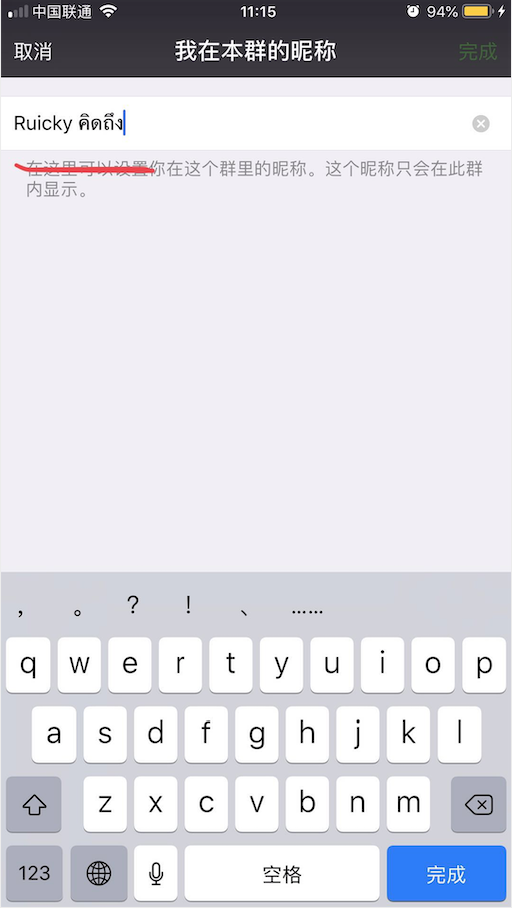 中国联通 11:15 94%
取消 我在本群的昵称 完成
Ruicky คิดถึง
在这里可以设置你在这个群里的昵称。这个昵称只会在此群
内显示。
， 。 ？ ！ 、 ……
q w e r t y u i o p
a s d f g h j k l
z x c v b n m
123 空格 完成